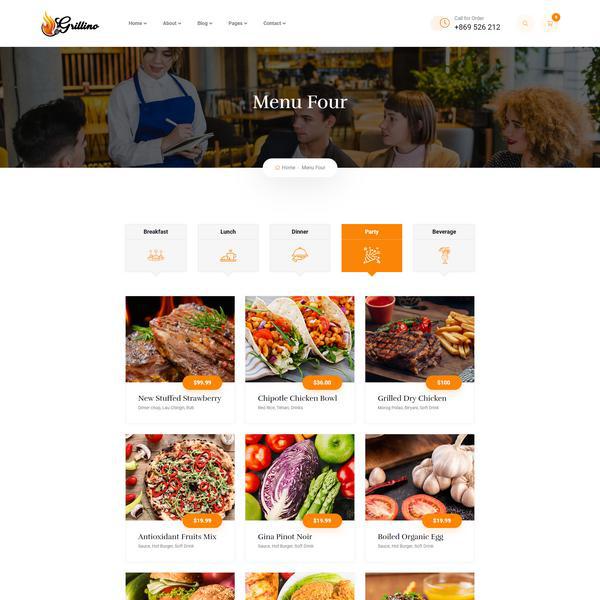 Grillino
Home
About
Blog
Pages
Contact
Call for Order
+869 526 212
Menu Four
Home - Menu Four
Breakfast
Lunch
Dinner
Party
Beverage
$99.99
New Stuffed Strawberry
Dinner chop, Lau Chingri, Rub
$36.00
Chipotle Chicken Bowl
Red Rice, Tehari, Drinks
$100
Grilled Dry Chicken
Morog Pollao, Biryani, Soft Drink
$19.99
Antioxidant Fruits Mix
Sauce, Hot Burger, Soft Drink
$19.99
Gina Pinot Noir
Sauce, Hot Burger, Soff Drink
$19.99
Boiled Organic Egg
Sauce, Hot Burger, Soft Drink